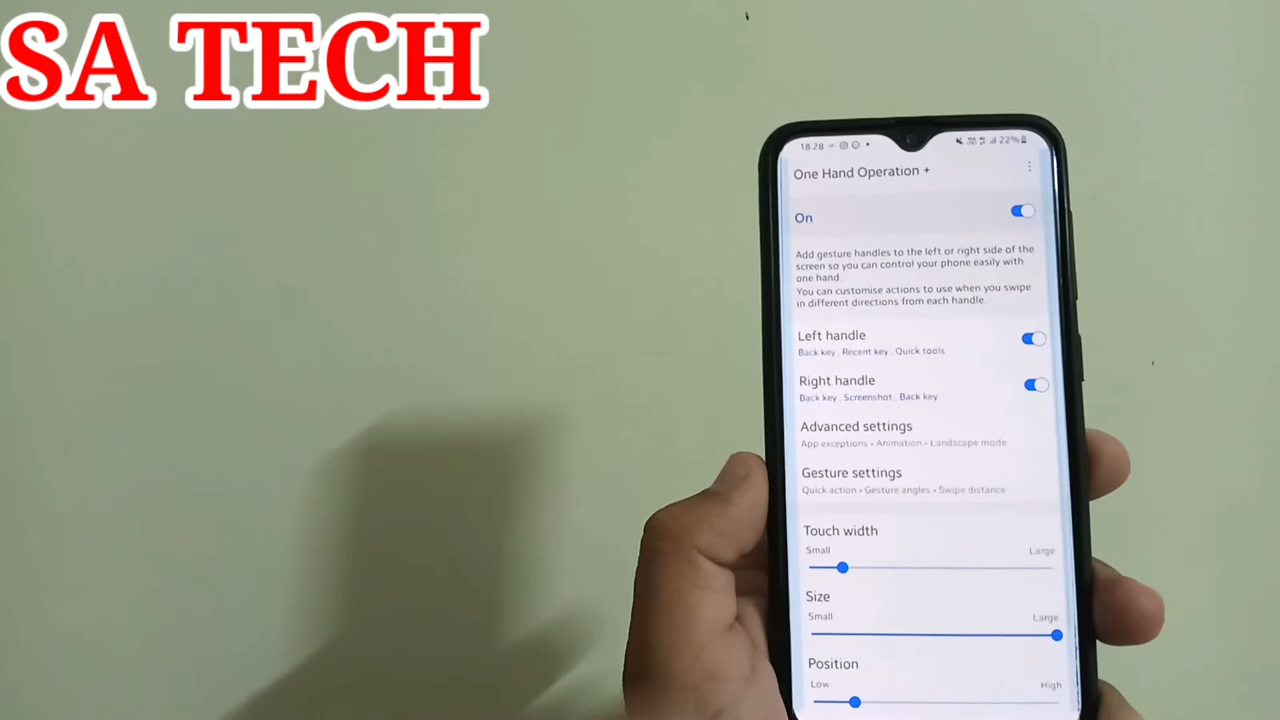 SA TECH
18:28
22%
One Hand Operation +
On
Add gesture handles to the left or right side of the
screen so you can control your phone easily with
one hand.
You can customise actions to use when you swipe
in different directions from each handle.
Left handle
Back key , Recent key , Quick tools
Right handle
Back key , Screenshot , Back key
Advanced settings
App exceptions • Animation • Landscape mode
Gesture settings
Quick action • Gesture angles • Swipe distance
Touch width
Small Large
Size
Small Large
Position
Low High